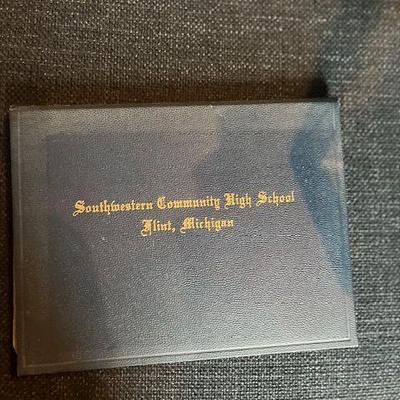 Southwestern Community High School
Flint, Michigan